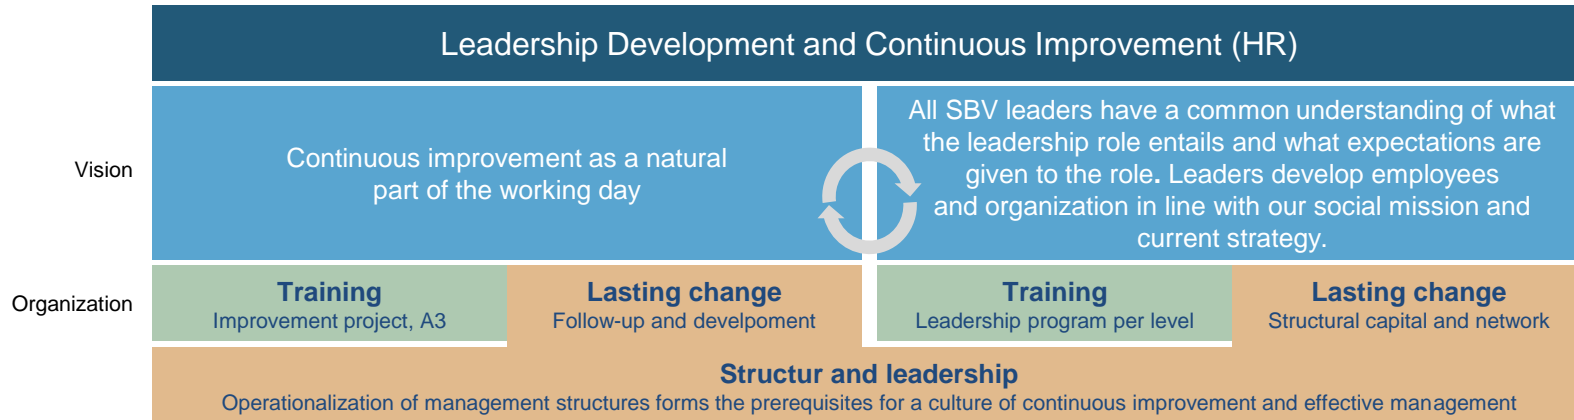 Leadership Development and Continuous Improvement (HR)
Vision
Continuous improvement as a natural
part of the working day
All SBV leaders have a common understanding of what
the leadership role entails and what expectations are
given to the role. Leaders develop employees
and organization in line with our social mission and
current strategy.
Organization
Training
Improvement project, A3
Lasting change
Follow-up and develpoment
Training
Leadership program per level
Lasting change
Structural capital and network
Structur and leadership
Operationalization of management structures forms the prerequisites for a culture of continuous improvement and effective management